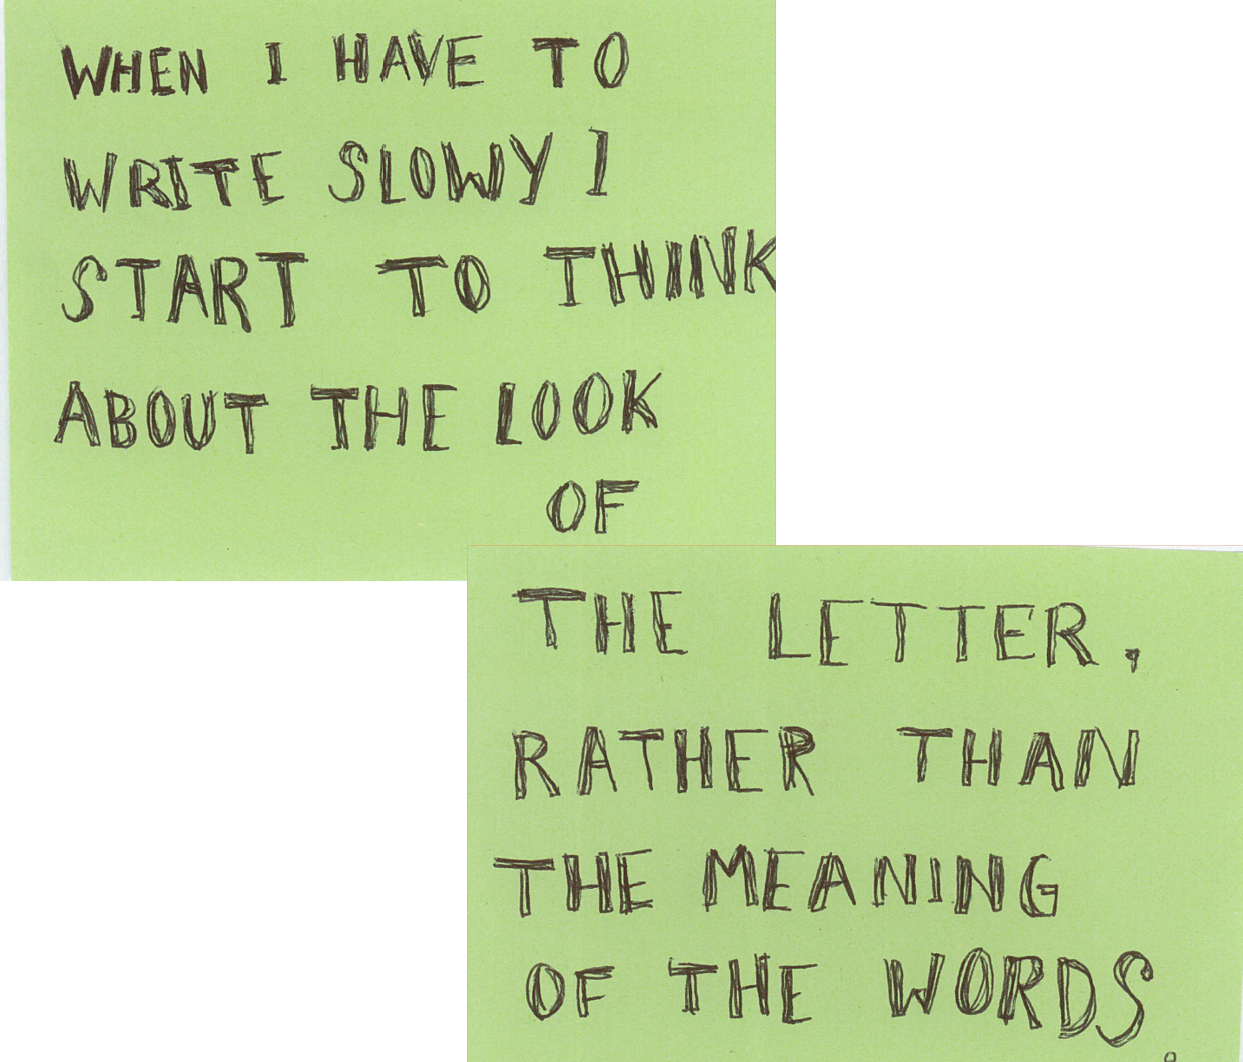 WHEN I HAVE TO
WRITE SLOWY I
START TO THINK
ABOUT THE LOOK
OF
THE LETTER,
RATHER THAN
THE MEANING
OF THE WORDS.